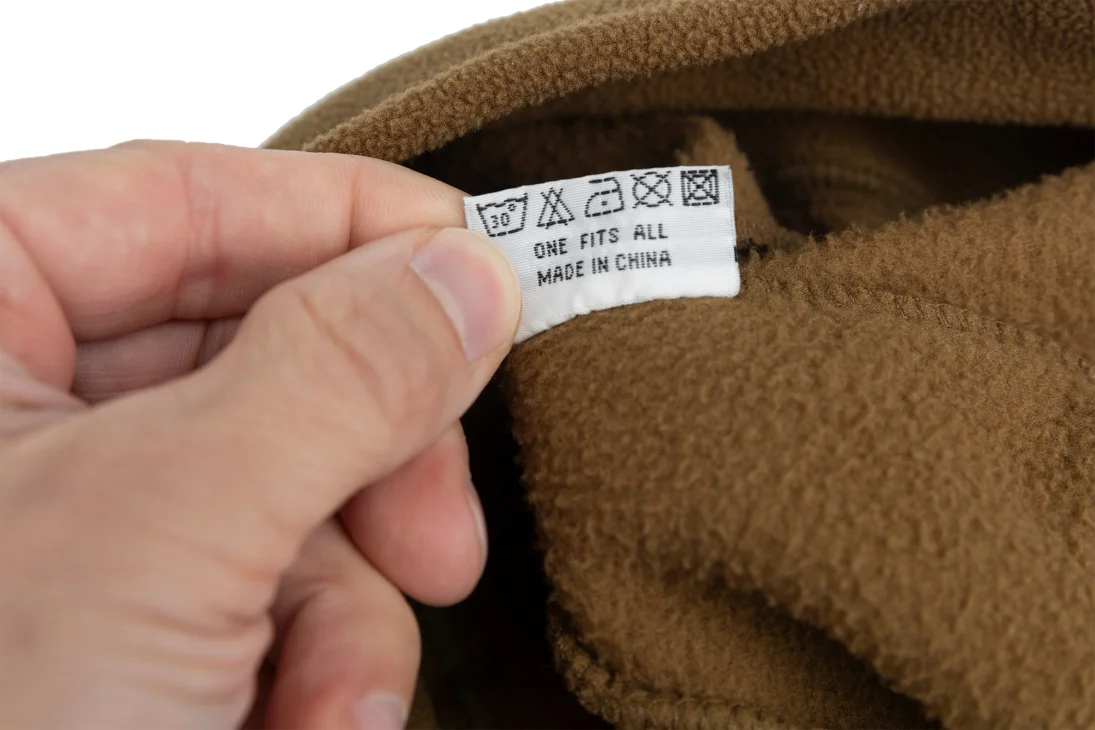 30°
ONE FITS ALL
MADE IN CHINA